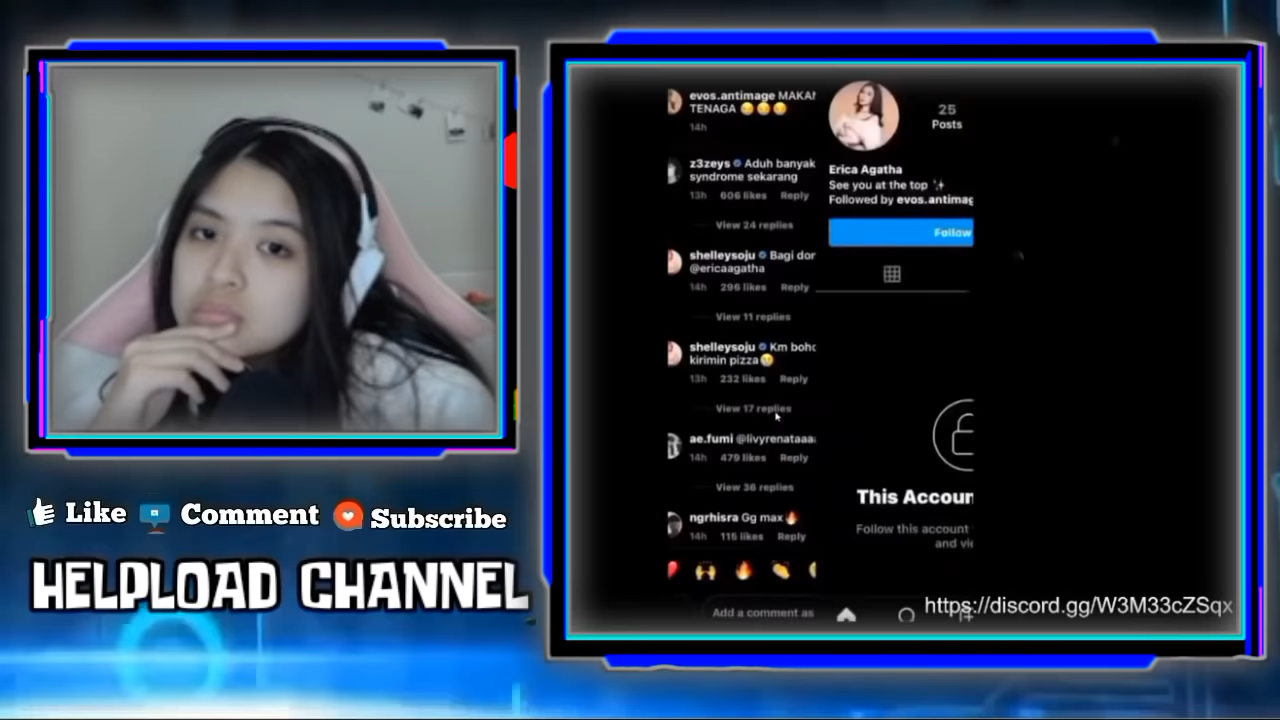 Like
Comment
Subscribe
HELPLOAD CHANNEL
evos.antimage MAKAN
TENAGA 😂😂😂
14h
z3zeys Aduh banyak
syndrome sekarang
13h 606 likes Reply
View 24 replies
shelleysoju Bagi don
@ericaagatha
14h 296 likes Reply
View 11 replies
shelleysoju Km boho
kirimin pizza
13h 232 likes Reply
View 17 replies
ae.fumi @livyrenataaa
14h 479 likes Reply
View 36 replies
ngrhisra Gg max🔥
14h 115 likes Reply
Add a comment as
25
Posts
Erica Agatha
See you at the top ✨
Followed by evos.antimag
Follow
This Accoun
Follow this account
and vi
https://discord.gg/W3M33cZSqx